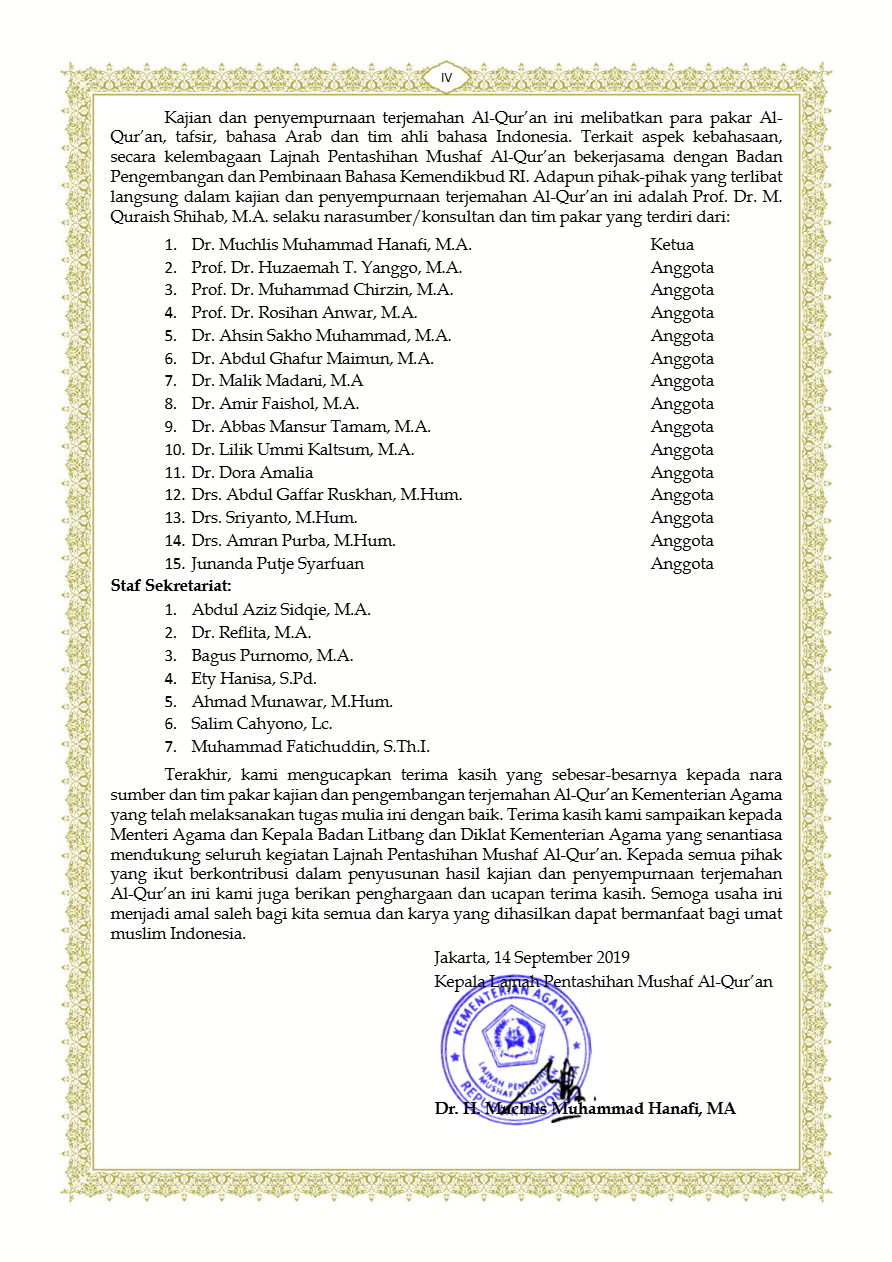 IV
Kajian dan penyempurnaan terjemahan Al-Qur’an ini melibatkan para pakar Al-
Qur’an, tafsir, bahasa Arab dan tim ahli bahasa Indonesia. Terkait aspek kebahasaan,
secara kelembagaan Lajnah Pentashihan Mushaf Al-Qur’an bekerjasama dengan Badan
Pengembangan dan Pembinaan Bahasa Kemendikbud RI. Adapun pihak-pihak yang terlibat
langsung dalam kajian dan penyempurnaan terjemahan Al-Qur’an ini adalah Prof. Dr. M.
Quraish Shihab, M.A. selaku narasumber/konsultan dan tim pakar yang terdiri dari:
1. Dr. Muchlis Muhammad Hanafi, M.A. Ketua
2. Prof. Dr. Huzaemah T. Yanggo, M.A. Anggota
3. Prof. Dr. Muhammad Chirzin, M.A. Anggota
4. Prof. Dr. Rosihan Anwar, M.A. Anggota
5. Dr. Ahsin Sakho Muhammad, M.A. Anggota
6. Dr. Abdul Ghafur Maimun, M.A. Anggota
7. Dr. Malik Madani, M.A Anggota
8. Dr. Amir Faishol, M.A. Anggota
9. Dr. Abbas Mansur Tamam, M.A. Anggota
10. Dr. Lilik Ummi Kaltsum, M.A. Anggota
11. Dr. Dora Amalia Anggota
12. Drs. Abdul Gaffar Ruskhan, M.Hum. Anggota
13. Drs. Sriyanto, M.Hum. Anggota
14. Drs. Amran Purba, M.Hum. Anggota
15. Junanda Putje Syarfuan Anggota
Staf Sekretariat:
1. Abdul Aziz Sidqie, M.A.
2. Dr. Reflita, M.A.
3. Bagus Purnomo, M.A.
4. Ety Hanisa, S.Pd.
5. Ahmad Munawar, M.Hum.
6. Salim Cahyono, Lc.
7. Muhammad Fatichuddin, S.Th.I.
Terakhir, kami mengucapkan terima kasih yang sebesar-besarnya kepada nara
sumber dan tim pakar kajian dan pengembangan terjemahan Al-Qur’an Kementerian Agama
yang telah melaksanakan tugas mulia ini dengan baik. Terima kasih kami sampaikan kepada
Menteri Agama dan Kepala Badan Litbang dan Diklat Kementerian Agama yang senantiasa
mendukung seluruh kegiatan Lajnah Pentashihan Mushaf Al-Qur’an. Kepada semua pihak
yang ikut berkontribusi dalam penyusunan hasil kajian dan penyempurnaan terjemahan
Al-Qur’an ini kami juga berikan penghargaan dan ucapan terima kasih. Semoga usaha ini
menjadi amal saleh bagi kita semua dan karya yang dihasilkan dapat bermanfaat bagi umat
muslim Indonesia.
Jakarta, 14 September 2019
Kepala Lajnah Pentashihan Mushaf Al-Qur’an
KEMENTERIAN AGAMA
LAJNAH PENTASHIHAN
MUSHAF AL-QUR'AN
REPUBLIK INDONESIA
Dr. H. Muchlis Muhammad Hanafi, MA